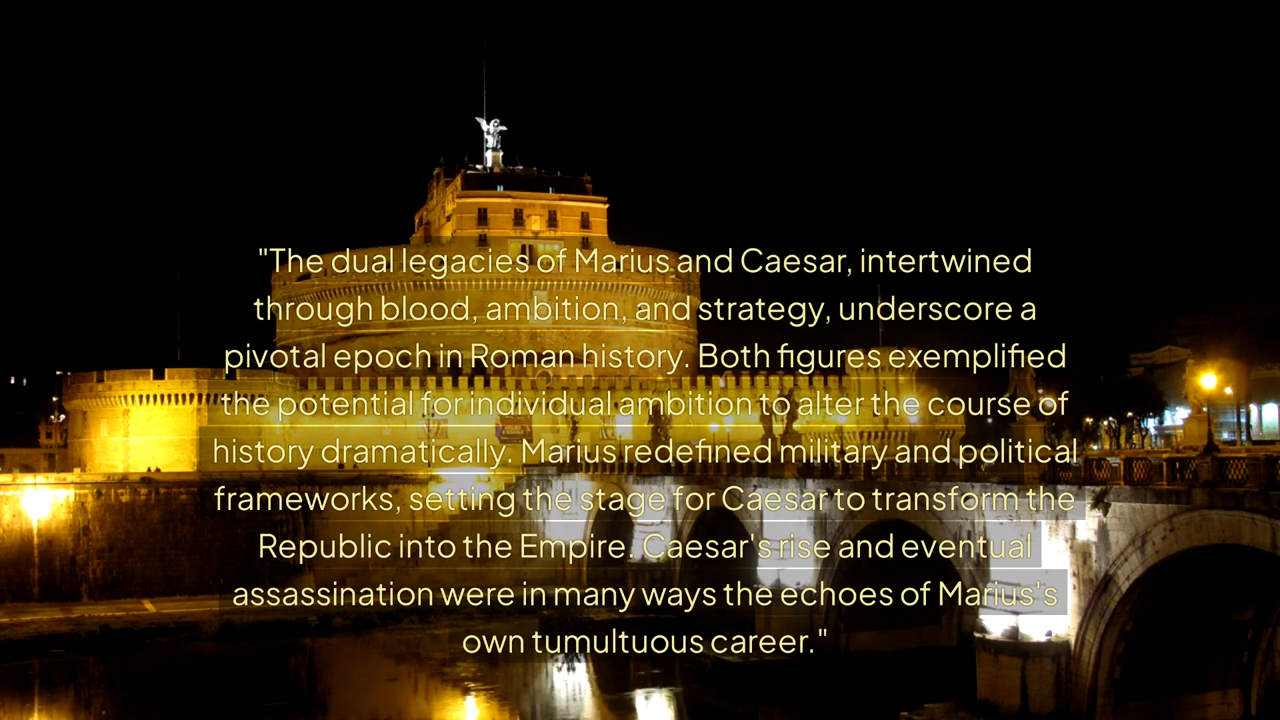 "The dual legacies of Marius and Caesar, intertwined
through blood, ambition, and strategy, underscore a
pivotal epoch in Roman history. Both figures exemplified
the potential for individual ambition to alter the course of
history dramatically. Marius redefined military and political
frameworks, setting the stage for Caesar to transform the
Republic into the Empire. Caesar's rise and eventual
assassination were in many ways the echoes of Marius's
own tumultuous career."